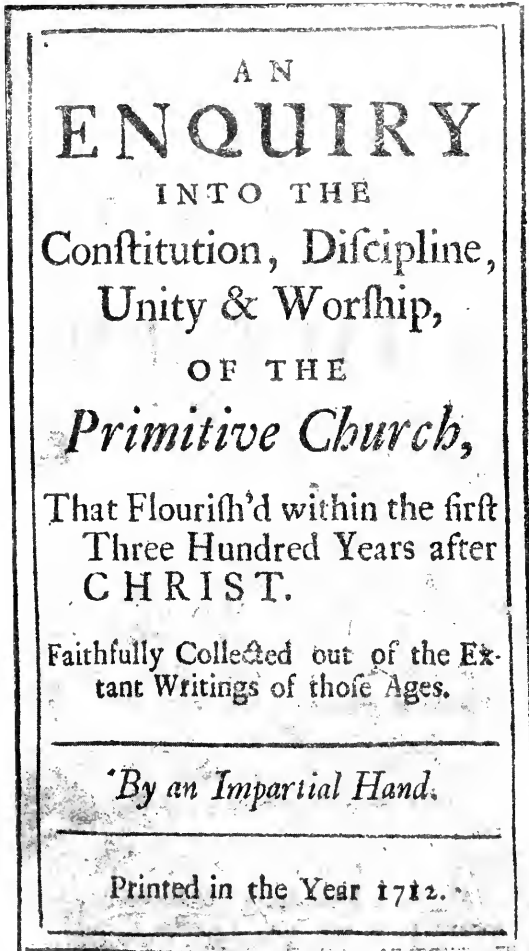 AN
ENQUIRY
INTO THE
Conſtitution, Diſcipline,
Unity & Worſhip,
OF THE
Primitive Church,
That Flouriſh'd within the firſt
Three Hundred Years after
CHRIST.
Faithfully Collected out of the Ex-
tant Writings of thoſe Ages.
By an Impartial Hand.
Printed in the Year 1712.